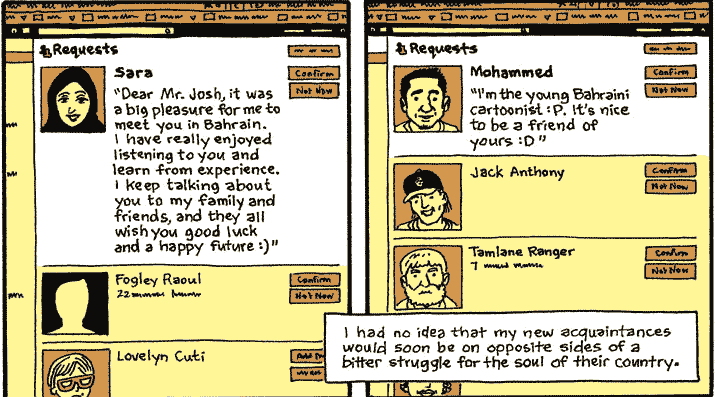 Requests
Sara
Confirm
Not Now
"Dear Mr. Josh, it was
a big pleasure for me to
meet you in Bahrain.
I have really enjoyed
listening to you and
learn from experience.
I keep talking about
you to my family and
friends, and they all
wish you good luck
and a happy future :)"
Fogley Raoul
22
Confirm
Not Now
Lovelyn Cuti
Requests
Mohammed
Confirm
Not Now
"I'm the young Bahraini
cartoonist :P. It's nice
to be a friend of
yours :D"
Jack Anthony
Confirm
Not Now
Tamlane Ranger
7
Confirm
Not Now
I had no idea that my new acquaintances
would soon be on opposite sides of a
bitter struggle for the soul of their country.